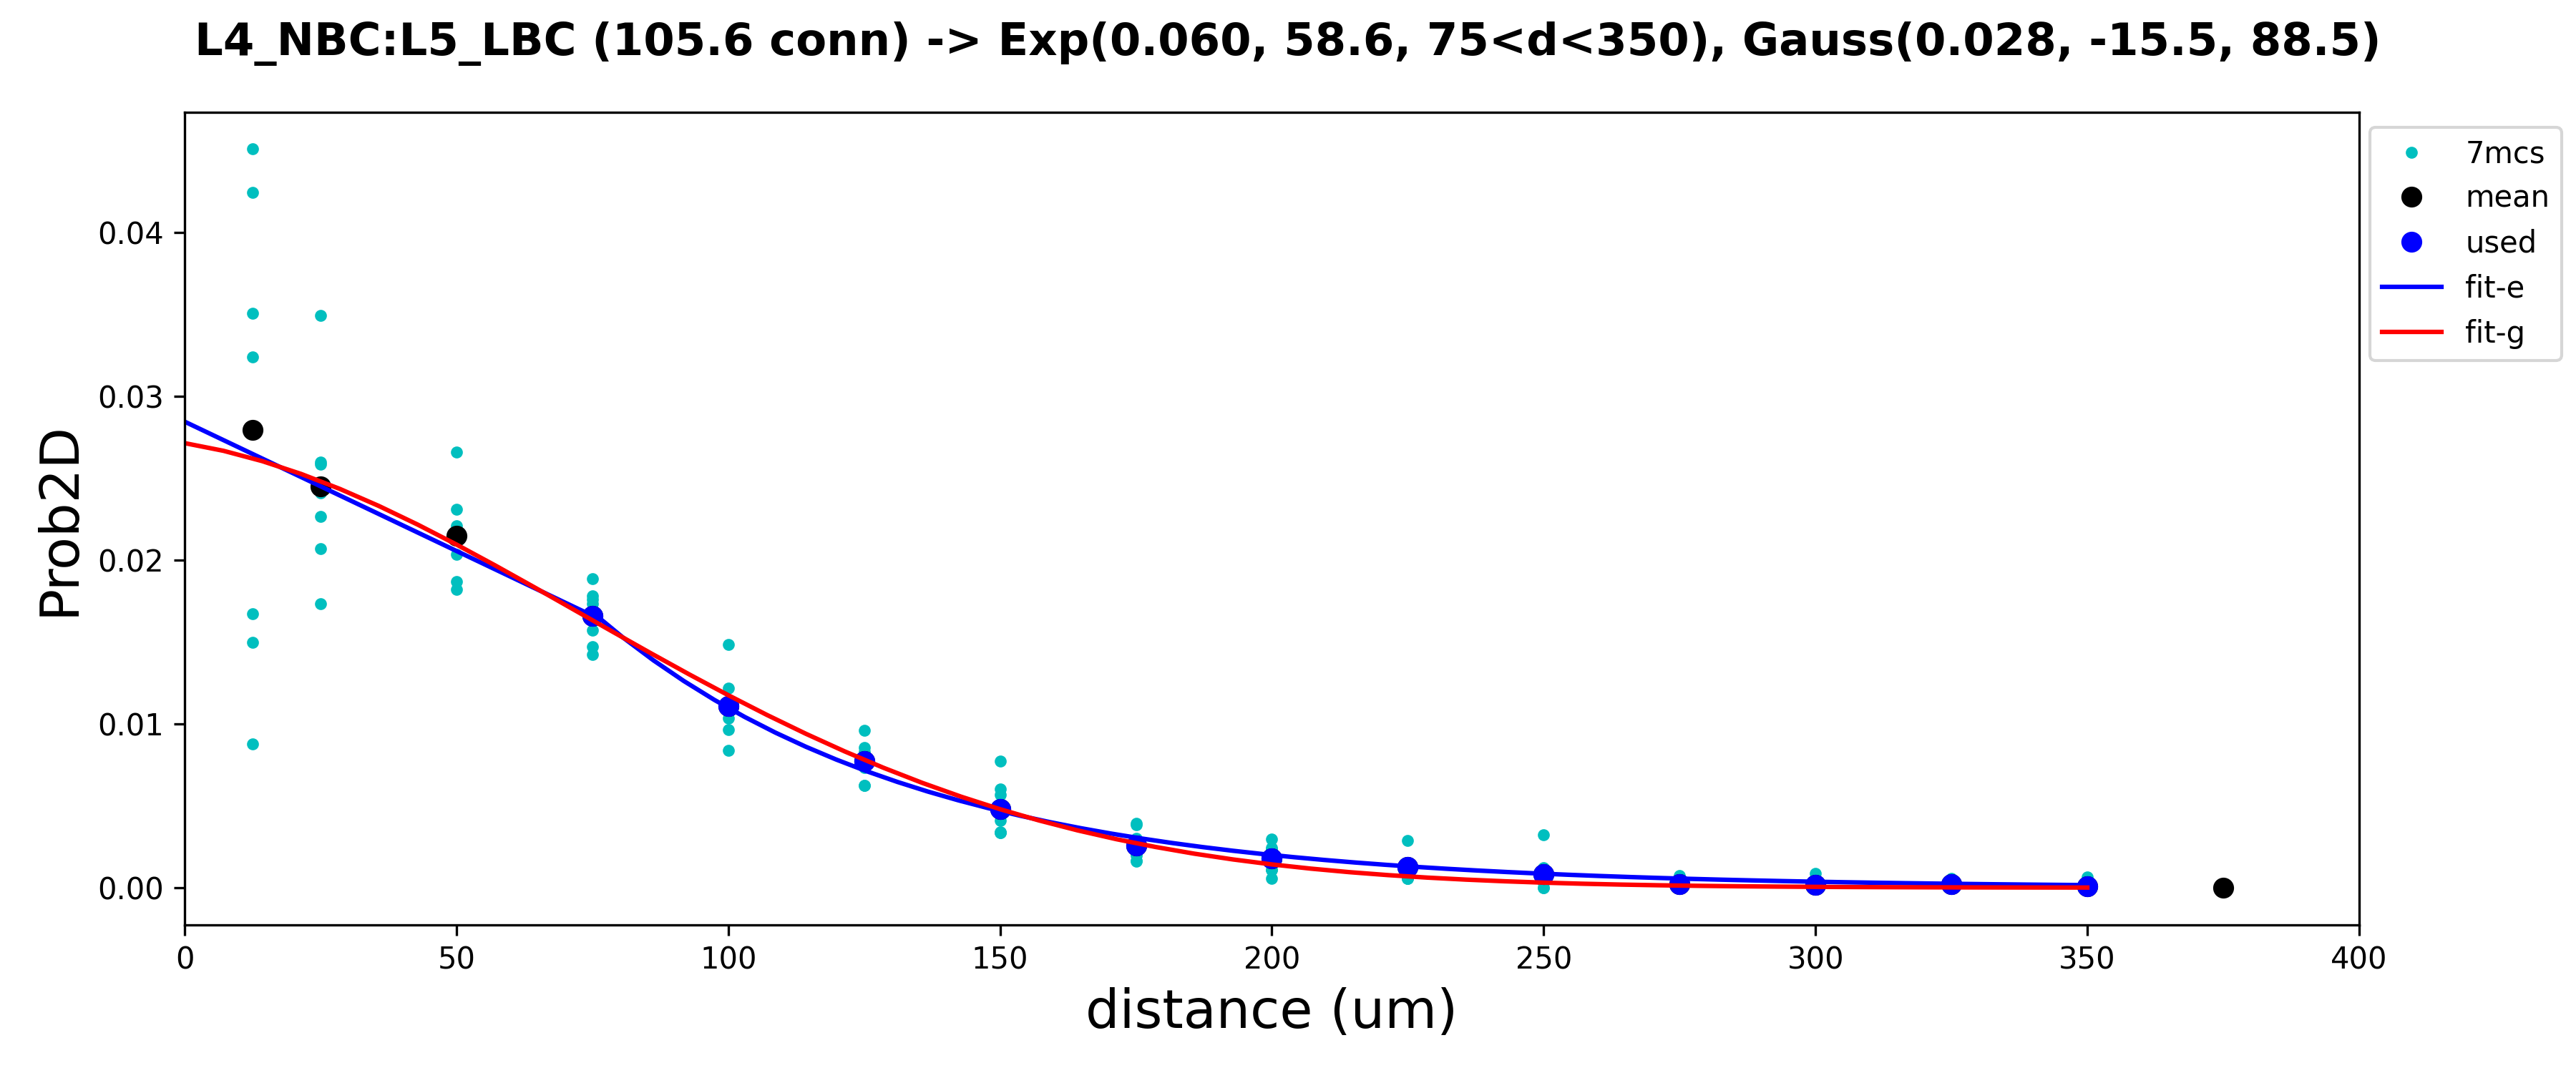 L4_NBC:L5_LBC (105.6 conn) -> Exp(0.060, 58.6, 75<d<350), Gauss(0.028, -15.5, 88.5)
7mcs
mean
used
fit-e
fit-g
Prob2D
0.04
0.03
0.02
0.01
0.00
0 50 100 150 200 250 300 350 400
distance (um)